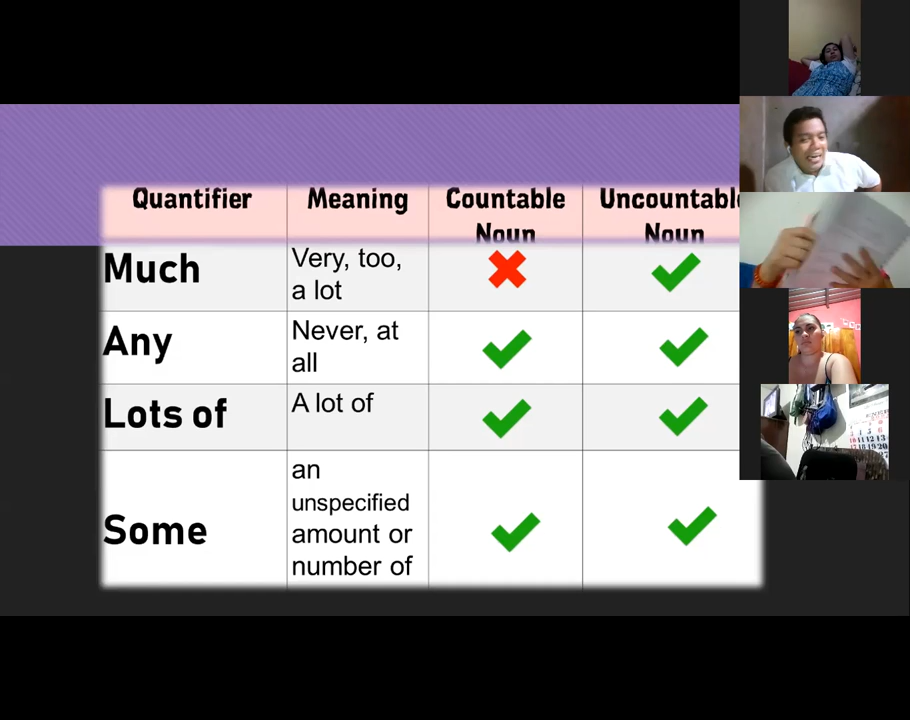 Quantifier Meaning Countable Noun Uncountable Noun
Much Very, too, a lot
Any Never, at all
Lots of A lot of
Some an unspecified amount or number of